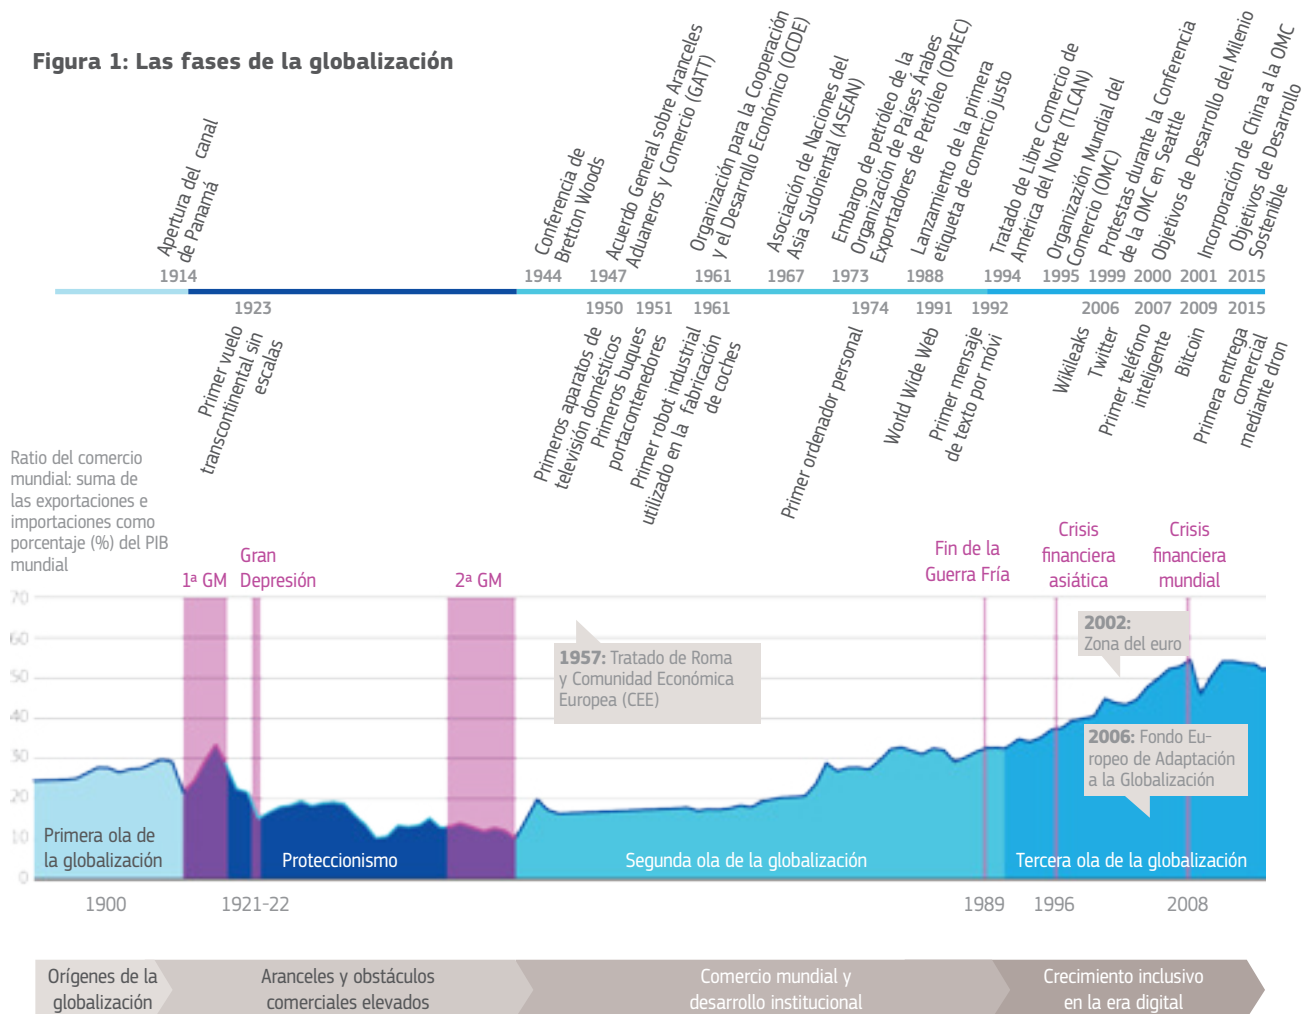 Figura 1: Las fases de la globalización
Apertura del canal
de Panamá
Conferencia de
Bretton Woods
Acuerdo General sobre Aranceles
Aduaneros y Comercio (GATT)
Organización para la Cooperación
y el Desarrollo Económico (OCDE)
Asociación de Naciones del
Asia Sudoriental (ASEAN)
Embargo de petróleo de la
Organización de Países Árabes
Exportadores de Petróleo (OPAEC)
Lanzamiento de la primera
etiqueta de comercio justo
Tratado de Libre Comercio de
América del Norte (TLCAN)
Organizazión Mundial del
Comercio (OMC)
Protestas durante la Conferencia
de la OMC en Seattle
Objetivos de Desarrollo del Milenio
Incorporación de China a la OMC
Objetivos de Desarrollo
Sostenible
1914
1944
1947
1961
1967
1973
1988
1994
1995
1999
2000
2001
2015
1923
1950
1951
1961
1974
1991
1992
2006
2007
2009
2015
Primer vuelo
transcontinental sin
escalas
Primeros aparatos de
televisión domésticos
Primeros buques
portacontenedores
Primer robot industrial
utilizado en la fabricación
de coches
Primer ordenador personal
World Wide Web
Primer mensaje
de texto por móvi
Wikileaks
Twitter
Primer teléfono
inteligente
Bitcoin
Primera entrega
comercial
mediante dron
Ratio del comercio
mundial: suma de
las exportaciones e
importaciones como
porcentaje (%) del PIB
mundial
1ª GM
Gran
Depresión
2ª GM
Fin de la
Guerra Fría
Crisis
financiera
asiática
Crisis
financiera
mundial
70
60
50
40
30
20
10
0
1957: Tratado de Roma
y Comunidad Económica
Europea (CEE)
2002:
Zona del euro
2006: Fondo Eu-
ropeo de Adaptación
a la Globalización
Primera ola de
la globalización
Proteccionismo
Segunda ola de la globalización
Tercera ola de la globalización
1900
1921-22
1989
1996
2008
Orígenes de la
globalización
Aranceles y obstáculos
comerciales elevados
Comercio mundial y
desarrollo institucional
Crecimiento inclusivo
en la era digital